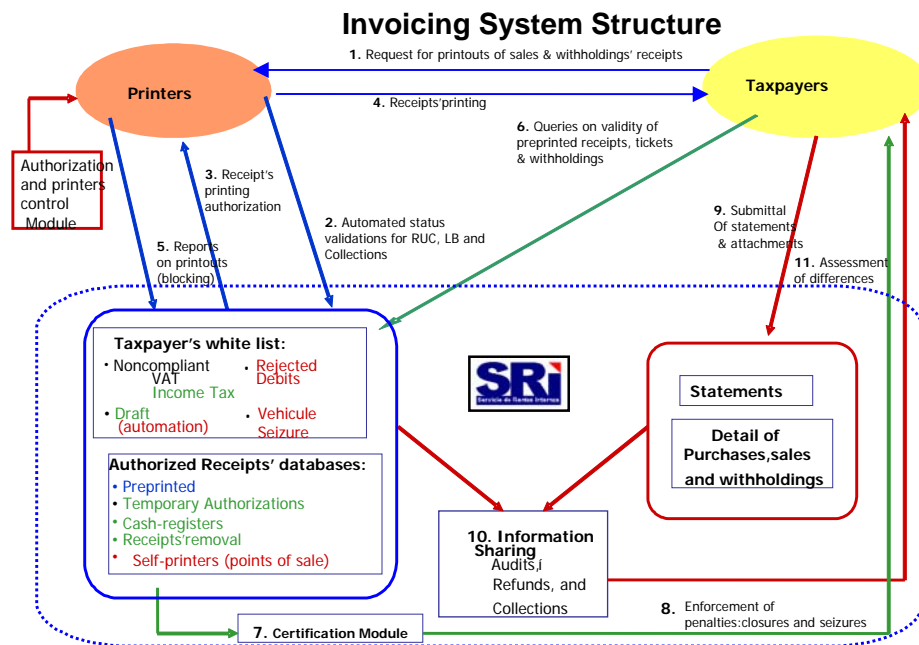 Invoicing System Structure
1. Request for printouts of sales & withholdings' receipts
Printers
Taxpayers
4. Receipts'printing
6. Queries on validity of
preprinted receipts, tickets
& withholdings
Authorization
and printers
control
Module
3. Receipt's
printing
authorization
2. Automated status
validations for RUC, LB and
Collections
9. Submittal
Of statements
& attachments
5. Reports
on printouts
(blocking)
11. Assessment
of differences
Taxpayer's white list:
• Noncompliant
VAT
Income Tax
• Rejected
Debits
• Draft
(automation)
• Vehicule
Seizure
SRi
Servicio de Rentas Internas
Statements
Detail of
Purchases,sales
and withholdings
Authorized Receipts' databases:
• Preprinted
• Temporary Authorizations
• Cash-registers
• Receipts'removal
• Self-printers (points of sale)
10. Information
Sharing
Audits,í
Refunds, and
Collections
7. Certification Module
8. Enforcement of
penalties:closures and seizures